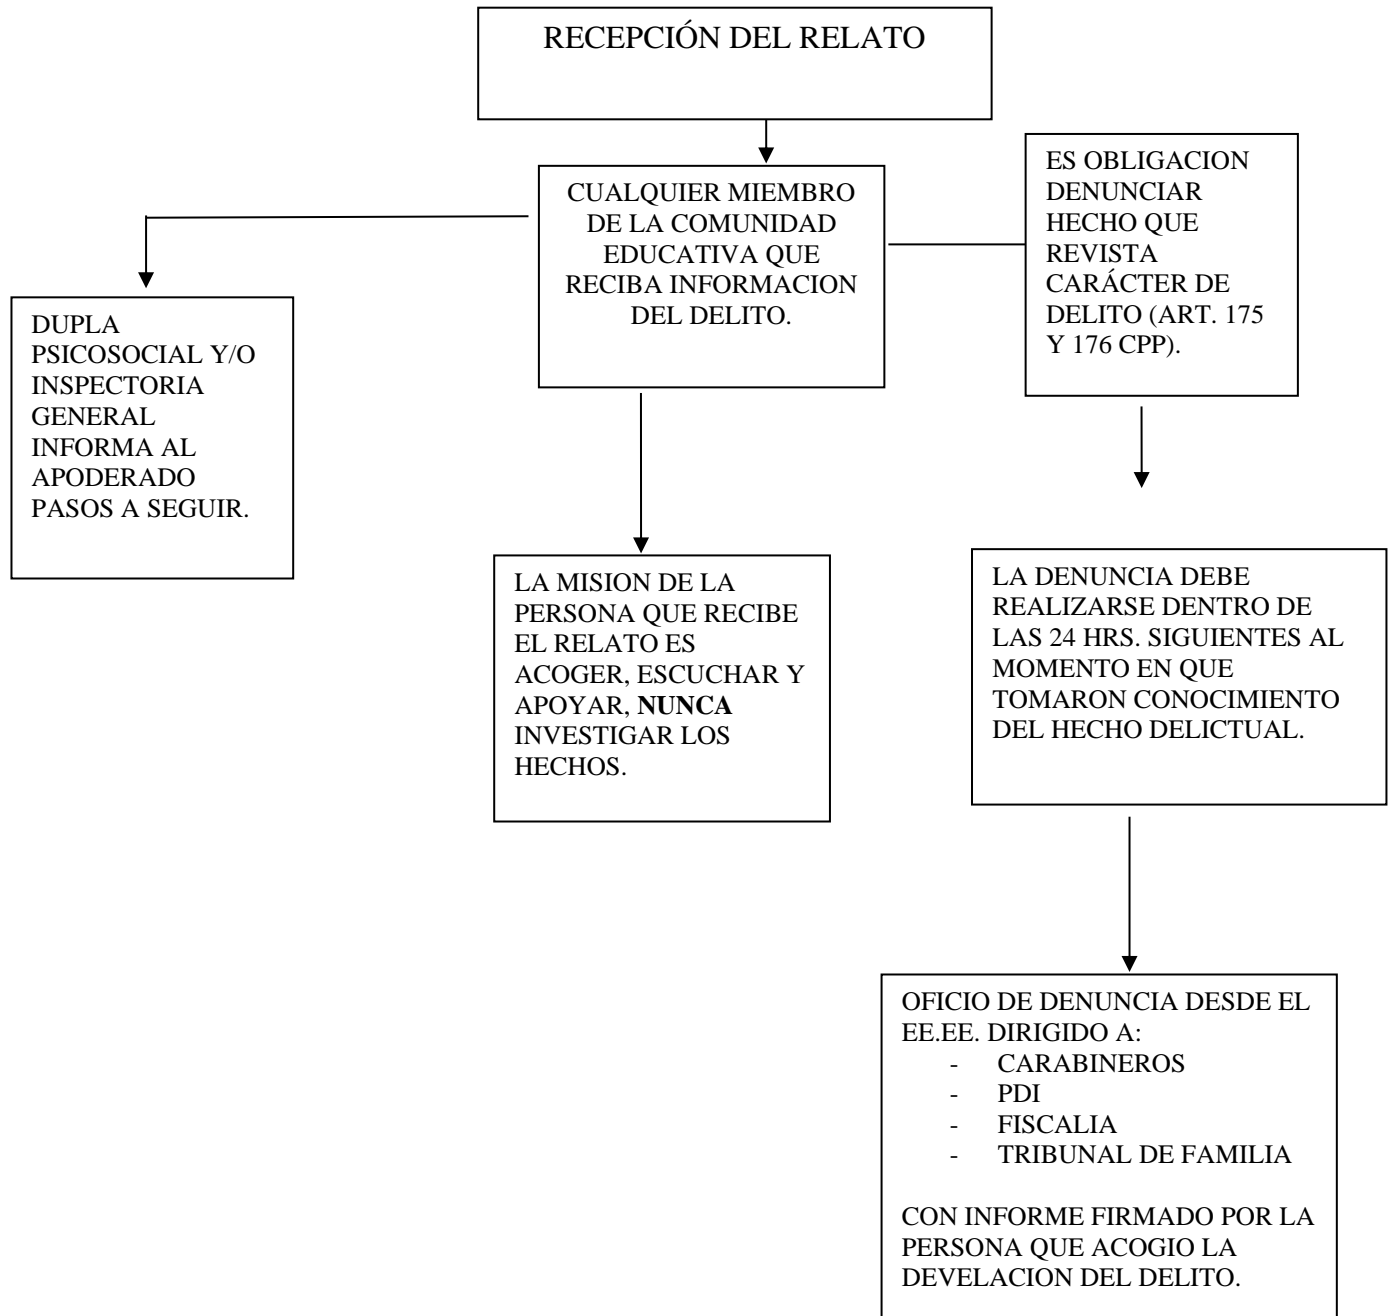 RECEPCIÓN DEL RELATO
CUALQUIER MIEMBRO
DE LA COMUNIDAD
EDUCATIVA QUE
RECIBA INFORMACION
DEL DELITO.
ES OBLIGACION
DENUNCIAR
HECHO QUE
REVISTA
CARÁCTER DE
DELITO (ART. 175
Y 176 CPP).
DUPLA
PSICOSOCIAL Y/O
INSPECTORIA
GENERAL
INFORMA AL
APODERADO
PASOS A SEGUIR.
LA MISION DE LA
PERSONA QUE RECIBE
EL RELATO ES
ACOGER, ESCUCHAR Y
APOYAR, NUNCA
INVESTIGAR LOS
HECHOS.
LA DENUNCIA DEBE
REALIZARSE DENTRO DE
LAS 24 HRS. SIGUIENTES AL
MOMENTO EN QUE
TOMARON CONOCIMIENTO
DEL HECHO DELICTUAL.
OFICIO DE DENUNCIA DESDE EL
EE.EE. DIRIGIDO A:
- CARABINEROS
- PDI
- FISCALIA
- TRIBUNAL DE FAMILIA
CON INFORME FIRMADO POR LA
PERSONA QUE ACOGIO LA
DEVELACION DEL DELITO.